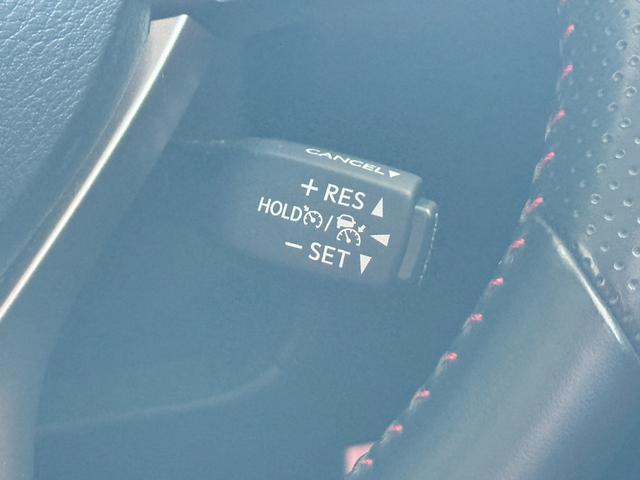 CANCEL▼
+ RES ▲
HOLD / ◀
− SET ▼